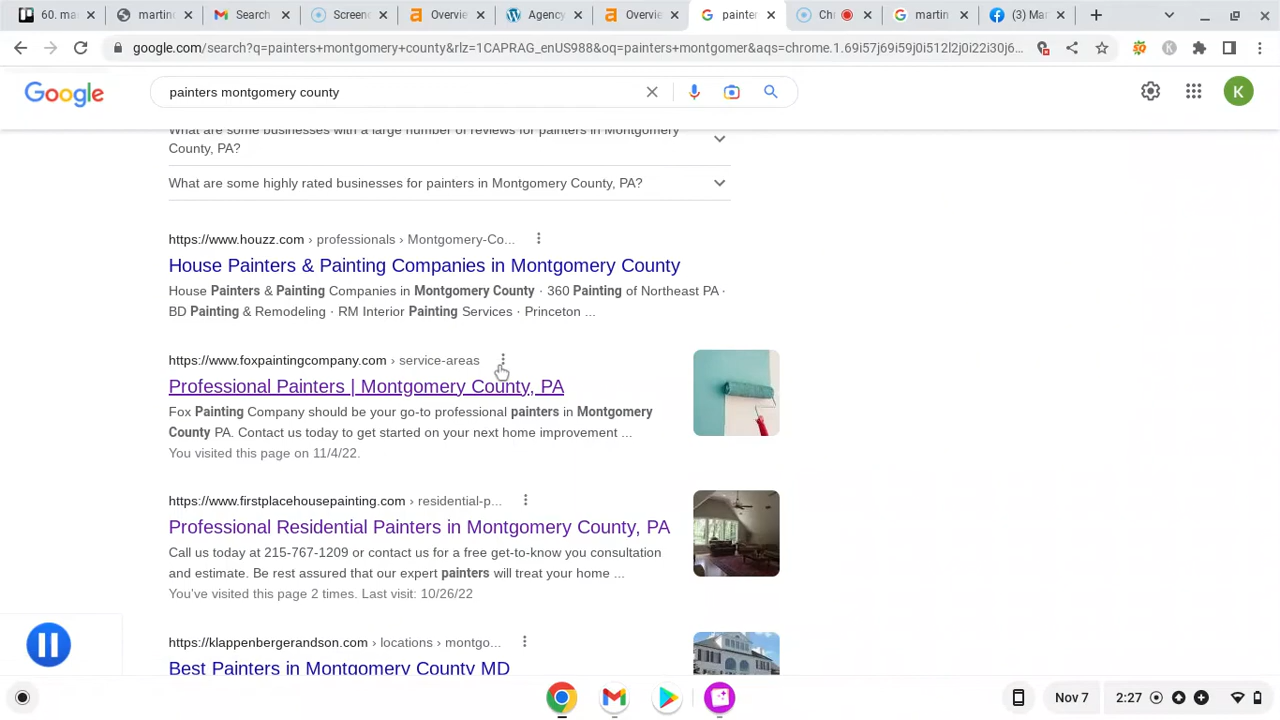 60. ma
martin
Search
Screen
Overvie
Agency
Overvie
painter
Chr
martin
(3) Ma
google.com/search?q=painters+montgomery+county&rlz=1CAPRAG_enUS988&oq=painters+montgomer&aqs=chrome.1.69i57j69i59j0i512l2j0i22i30j6...
Google
painters montgomery county
K
What are some businesses with a large number of reviews for painters in Montgomery
County, PA?
What are some highly rated businesses for painters in Montgomery County, PA?
https://www.houzz.com › professionals › Montgomery-Co...
House Painters & Painting Companies in Montgomery County
House Painters & Painting Companies in Montgomery County · 360 Painting of Northeast PA ·
BD Painting & Remodeling · RM Interior Painting Services · Princeton ...
https://www.foxpaintingcompany.com › service-areas
Professional Painters | Montgomery County, PA
Fox Painting Company should be your go-to professional painters in Montgomery
County PA. Contact us today to get started on your next home improvement ...
You visited this page on 11/4/22.
https://www.firstplacehousepainting.com › residential-p...
Professional Residential Painters in Montgomery County, PA
Call us today at 215-767-1209 or contact us for a free get-to-know you consultation
and estimate. Be rest assured that our expert painters will treat your home ...
You've visited this page 2 times. Last visit: 10/26/22
https://klappenbergerandson.com › locations › montgo...
Best Painters in Montgomery County MD
Nov 7
2:27